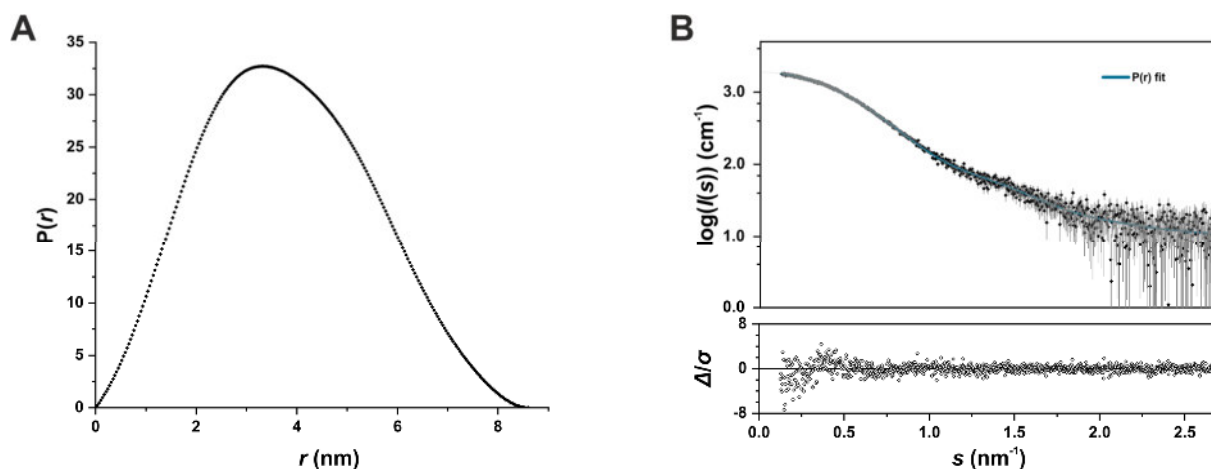 A
35
30
25
20
15
10
5
0
P(r)
0 2 4 6 8
r (nm)
B
3.0
2.0
1.0
0.0
log(I(s)) (cm⁻¹)
P(r) fit
8
0
-8
Δ/σ
0.0 0.5 1.0 1.5 2.0 2.5
s (nm⁻¹)